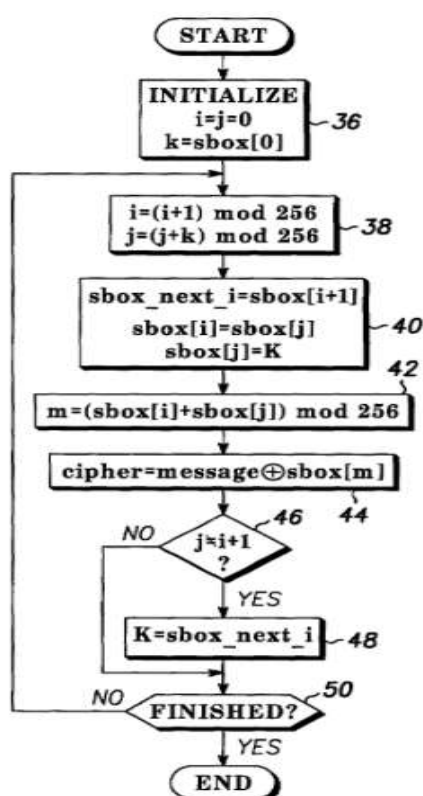 START
INITIALIZE
i=j=0
k=sbox[0]
36
i=(i+1) mod 256
j=(j+k) mod 256
38
sbox_next_i=sbox[i+1]
sbox[i]=sbox[j]
sbox[j]=K
40
42
m=(sbox[i]+sbox[j]) mod 256
cipher=message⊕sbox[m]
44
46
NO
j≒i+1
?
YES
K=sbox_next_i
48
50
NO
FINISHED?
YES
END